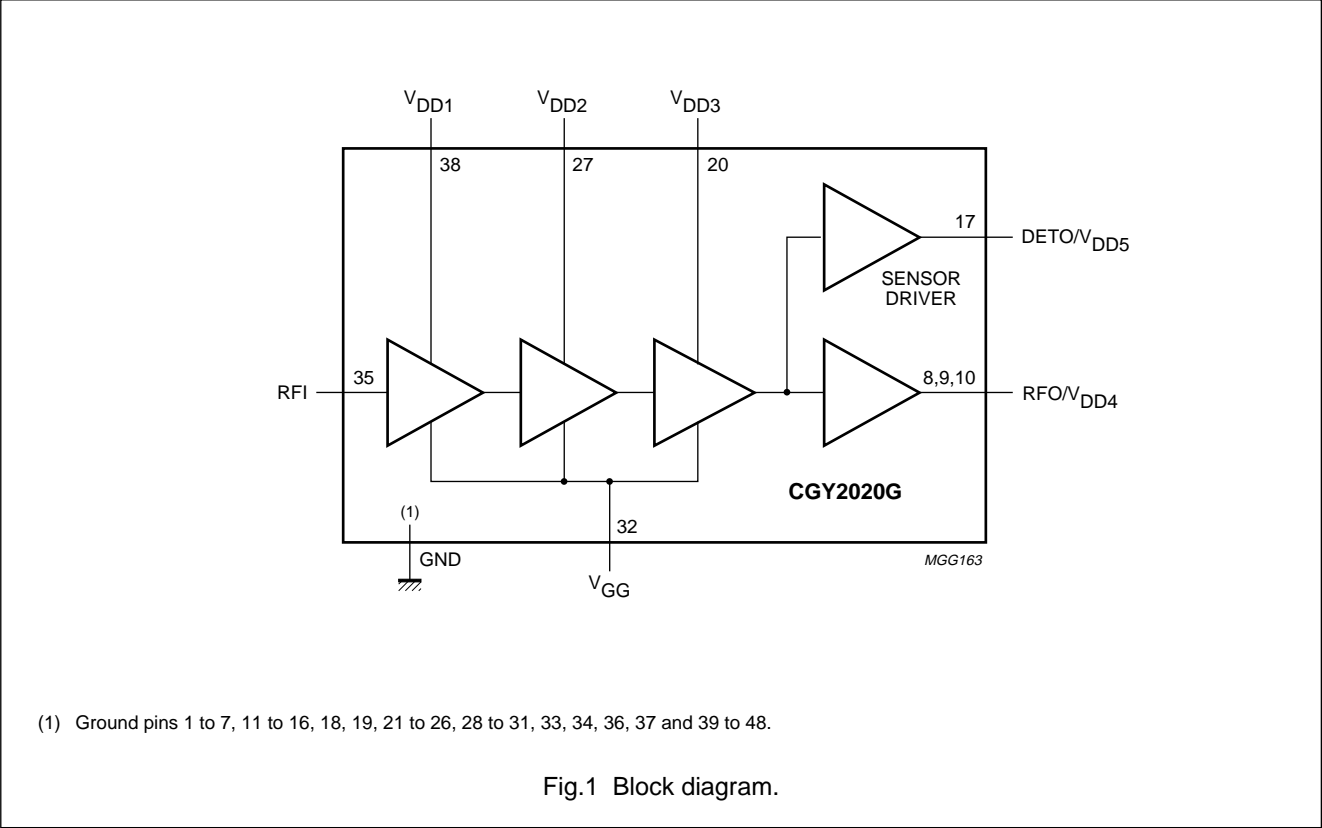 VDD1 VDD2 VDD3
38 27 20
17 DETO/VDD5
SENSOR
DRIVER
RFI 35 8,9,10 RFO/VDD4
CGY2020G
(1)
32
GND MGG163
VGG
(1) Ground pins 1 to 7, 11 to 16, 18, 19, 21 to 26, 28 to 31, 33, 34, 36, 37 and 39 to 48.
Fig.1 Block diagram.